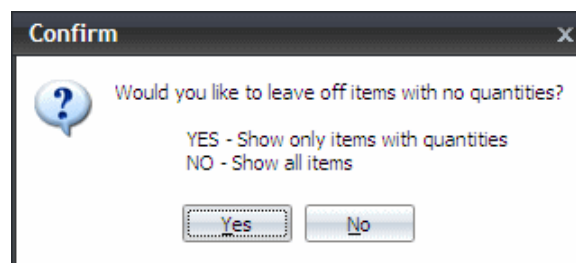 Confirm
x
Would you like to leave off items with no quantities?
YES - Show only items with quantities
NO - Show all items
Yes
No